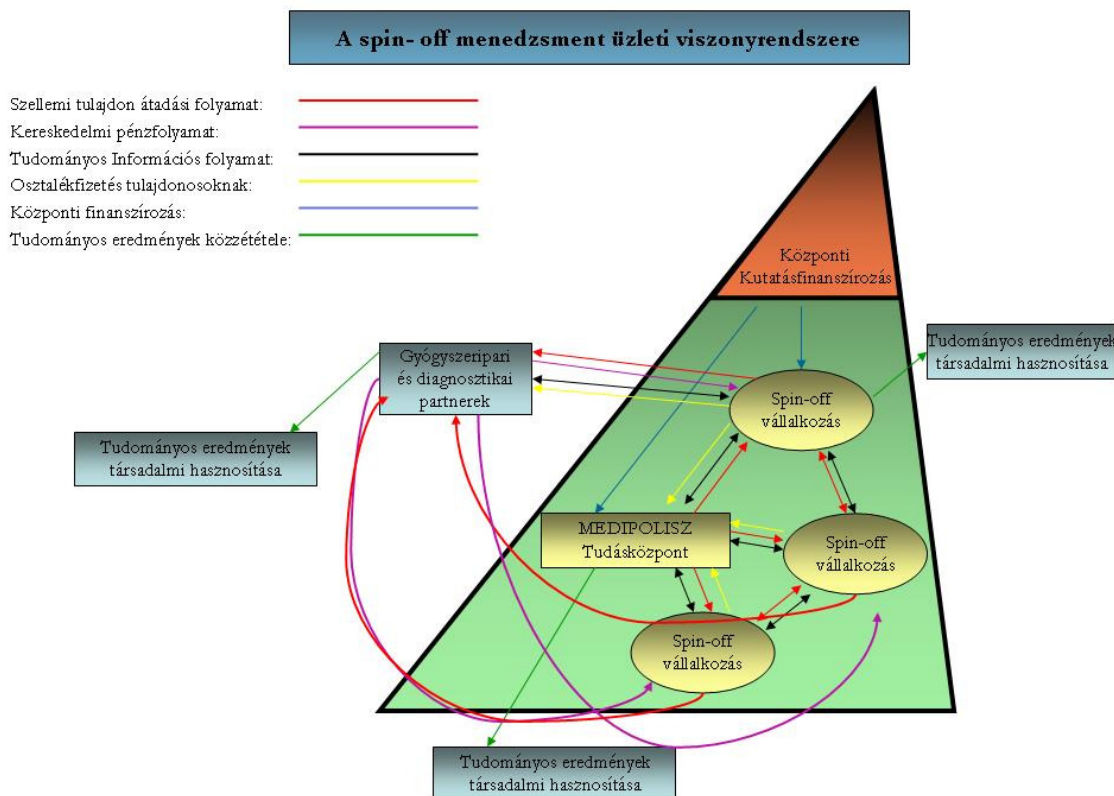 A spin- off menedzsment üzleti viszonyrendszere
Szellemi tulajdon átadási folyamat:
Kereskedelmi pénzfolyamat:
Tudományos Információs folyamat:
Osztalékfizetés tulajdonosoknak:
Központi finanszírozás:
Tudományos eredmények közzététele:
Központi
Kutatásfinanszírozás
Gyógyszeripari
és diagnosztikai
partnerek
Tudományos eredmények
társadalmi hasznosítása
Spin-off
vállalkozás
Tudományos eredmények
társadalmi hasznosítása
MEDIPOLISZ
Tudásközpont
Spin-off
vállalkozás
Spin-off
vállalkozás
Tudományos eredmények
társadalmi hasznosítása